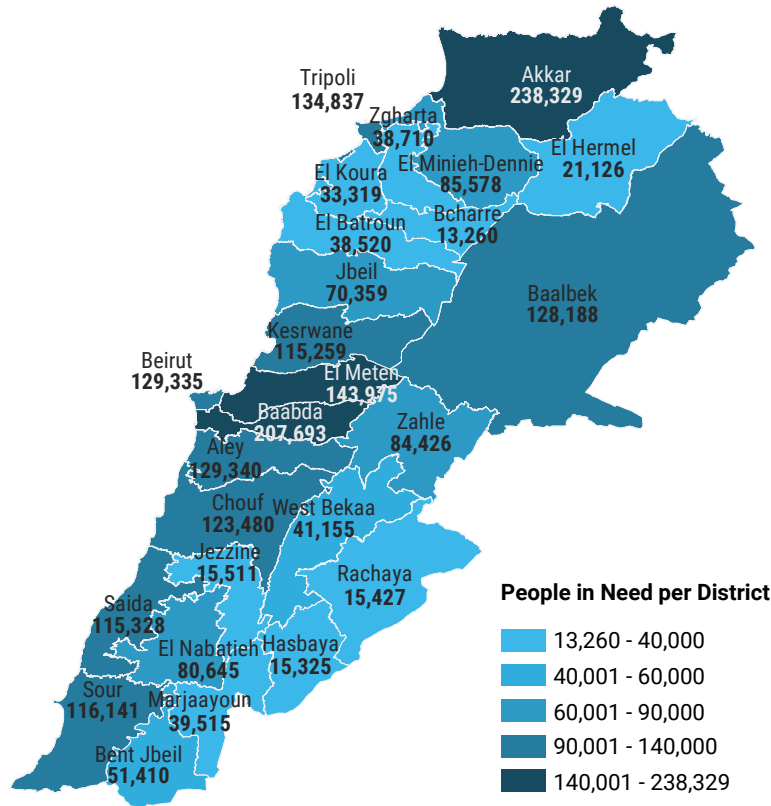 Tripoli
134,837
Akkar
238,329
Zgharta
38,710
El Hermel
21,126
El Minieh-Dennie
85,578
El Koura
33,319
Bcharre
13,260
El Batroun
38,520
Jbeil
70,359
Baalbek
128,188
Kesrwane
115,259
Beirut
129,335
El Meten
143,975
Baabda
207,693
Zahle
84,426
Aley
129,340
Chouf
123,480
West Bekaa
41,155
Jezzine
15,511
Rachaya
15,427
Saida
115,328
El Nabatieh
80,645
Hasbaya
15,325
Sour
116,141
Marjaayoun
39,515
Bent Jbeil
51,410
People in Need per District
13,260 - 40,000
40,001 - 60,000
60,001 - 90,000
90,001 - 140,000
140,001 - 238,329